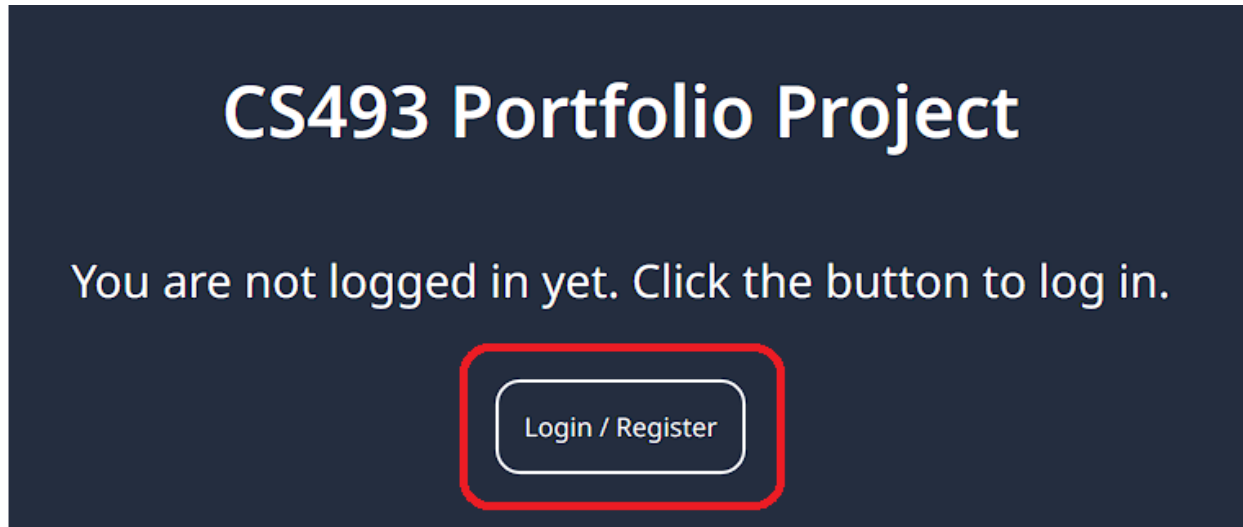 CS493 Portfolio Project
You are not logged in yet. Click the button to log in.
Login / Register